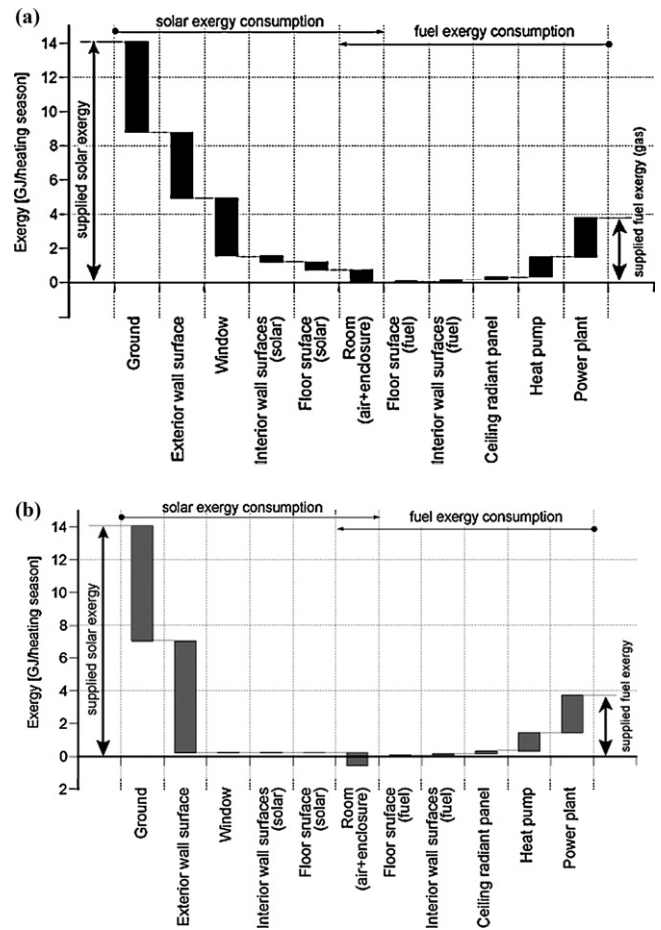 (a)
solar exergy consumption
fuel exergy consumption
Exergy [GJ/heating season]
14
12
10
8
6
4
2
0
2
supplied solar exergy
supplied fuel exergy (gas)
Ground
Exterior wall surface
Window
Interior wall surfaces
(solar)
Floor sruface
(solar)
Room
(air+enclosure)
Floor sruface
(fuel)
Interior wall surfaces
(fuel)
Ceiling radiant panel
Heat pump
Power plant
(b)
solar exergy consumption
fuel exergy consumption
Exergy [GJ/heating season]
14
12
10
8
6
4
2
0
2
supplied solar exergy
supplied fuel exergy
Ground
Exterior wall surface
Window
Interior wall surfaces
(solar)
Floor sruface
(solar)
Room
(air+enclosure)
Floor sruface
(fuel)
Interior wall surfaces
(fuel)
Ceiling radiant panel
Heat pump
Power plant